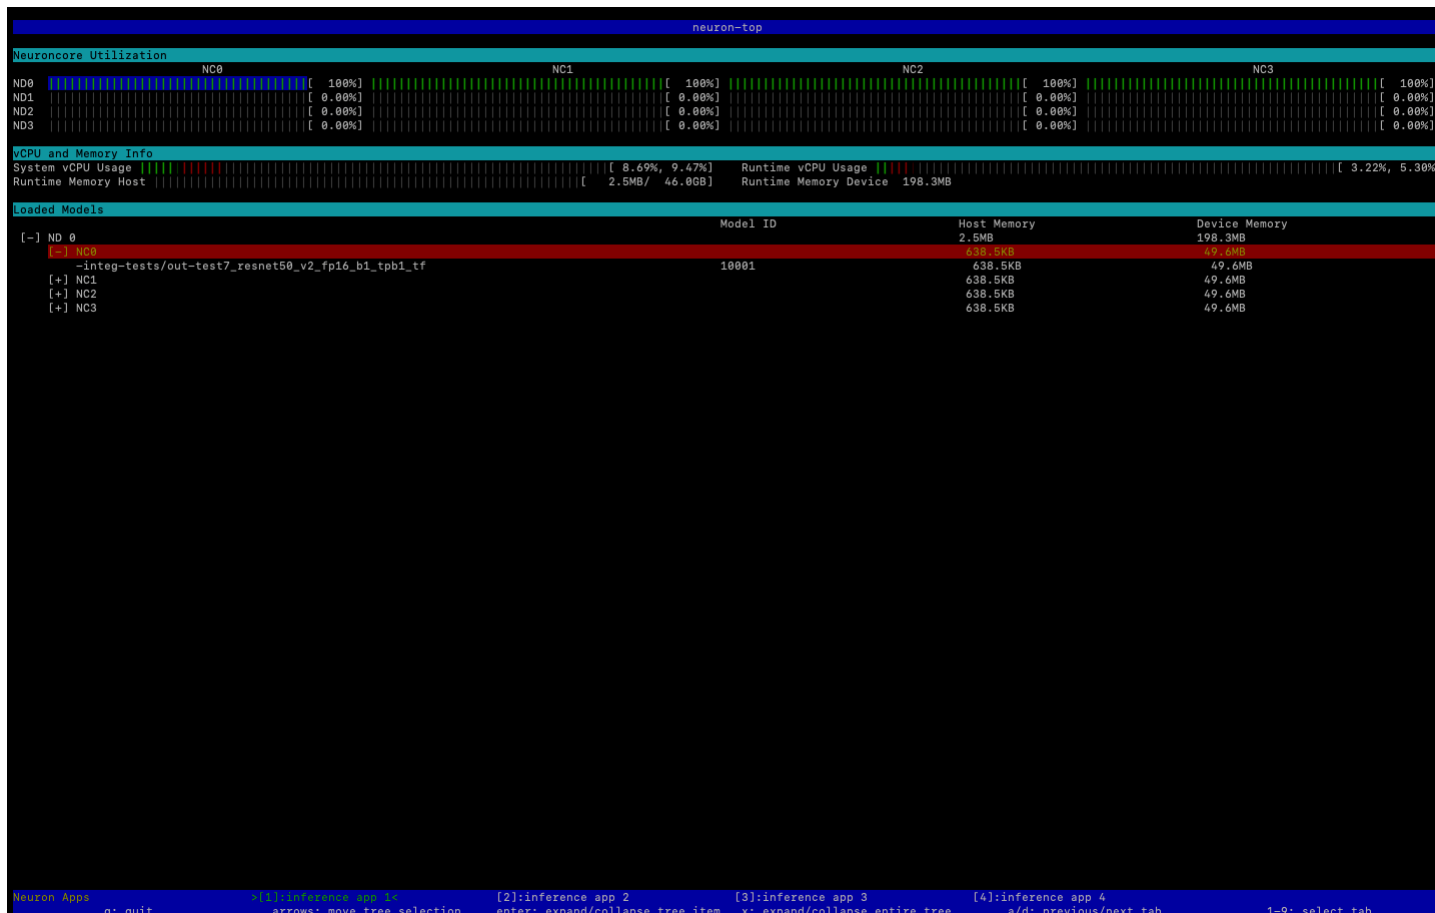 neuron-top
Neuroncore Utilization
NC0 NC1 NC2 NC3
ND0 [ 100%] [ 100%] [ 100%] [ 100%]
ND1 [ 0.00%] [ 0.00%] [ 0.00%] [ 0.00%]
ND2 [ 0.00%] [ 0.00%] [ 0.00%] [ 0.00%]
ND3 [ 0.00%] [ 0.00%] [ 0.00%] [ 0.00%]
vCPU and Memory Info
System vCPU Usage [ 8.69%, 9.47%] Runtime vCPU Usage [ 3.22%, 5.30%
Runtime Memory Host [ 2.5MB/ 46.0GB] Runtime Memory Device 198.3MB
Loaded Models
Model ID Host Memory Device Memory
[-] ND 0 2.5MB 198.3MB
[-] NC0 638.5KB 49.6MB
-integ-tests/out-test7_resnet50_v2_fp16_b1_tpb1_tf 10001 638.5KB 49.6MB
[+] NC1 638.5KB 49.6MB
[+] NC2 638.5KB 49.6MB
[+] NC3 638.5KB 49.6MB
Neuron Apps >[1]:inference app 1< [2]:inference app 2 [3]:inference app 3 [4]:inference app 4
q: quit arrows: move tree selection enter: expand/collapse tree item x: expand/collapse entire tree a/d: previous/next tab 1-9: select tab